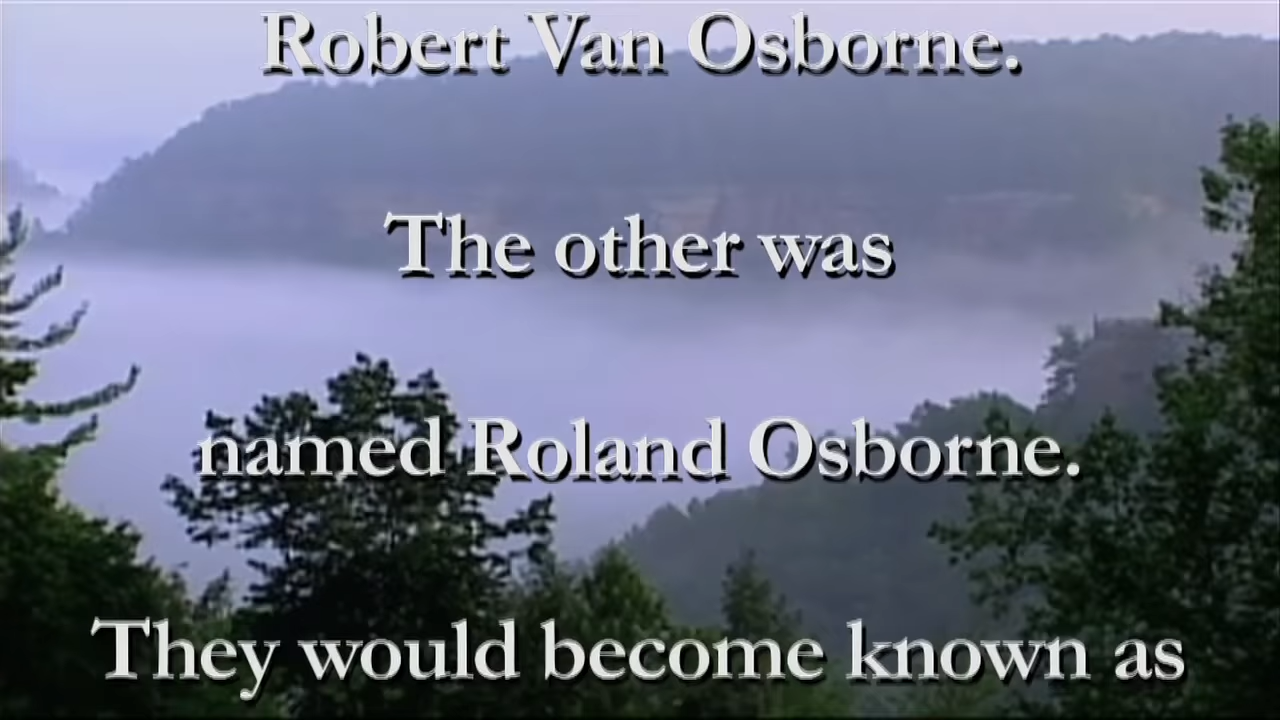 Robert Van Osborne.
The other was
named Roland Osborne.
They would become known as